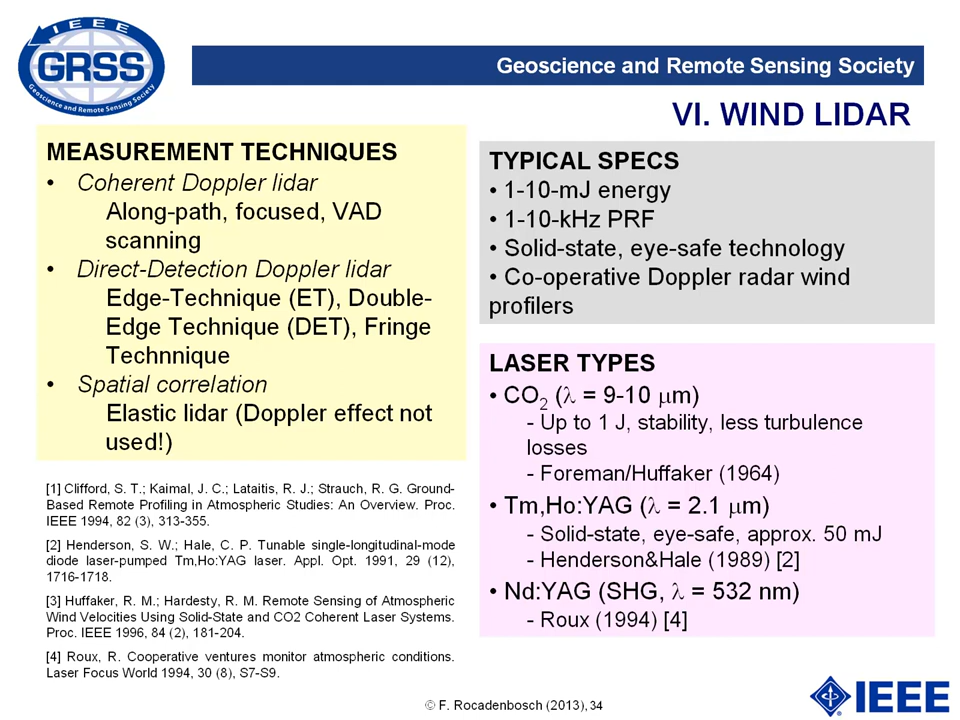 IEEE
GRSS
Geoscience and Remote Sensing Society
Geoscience and Remote Sensing Society
VI. WIND LIDAR
MEASUREMENT TECHNIQUES
• Coherent Doppler lidar
Along-path, focused, VAD
scanning
• Direct-Detection Doppler lidar
Edge-Technique (ET), Double-
Edge Technique (DET), Fringe
Technnique
• Spatial correlation
Elastic lidar (Doppler effect not
used!)
TYPICAL SPECS
• 1-10-mJ energy
• 1-10-kHz PRF
• Solid-state, eye-safe technology
• Co-operative Doppler radar wind
profilers
LASER TYPES
• CO2 (λ = 9-10 μm)
- Up to 1 J, stability, less turbulence
losses
- Foreman/Huffaker (1964)
• Tm,Ho:YAG (λ = 2.1 μm)
- Solid-state, eye-safe, approx. 50 mJ
- Henderson&Hale (1989) [2]
• Nd:YAG (SHG, λ = 532 nm)
- Roux (1994) [4]
[1] Clifford, S. T.; Kaimal, J. C.; Lataitis, R. J.; Strauch, R. G. Ground-
Based Remote Profiling in Atmospheric Studies: An Overview. Proc.
IEEE 1994, 82 (3), 313-355.
[2] Henderson, S. W.; Hale, C. P. Tunable single-longitudinal-mode
diode laser-pumped Tm,Ho:YAG laser. Appl. Opt. 1991, 29 (12),
1716-1718.
[3] Huffaker, R. M.; Hardesty, R. M. Remote Sensing of Atmospheric
Wind Velocities Using Solid-State and CO2 Coherent Laser Systems.
Proc. IEEE 1996, 84 (2), 181-204.
[4] Roux, R. Cooperative ventures monitor atmospheric conditions.
Laser Focus World 1994, 30 (8), S7-S9.
© F. Rocadenbosch (2013), 34
IEEE